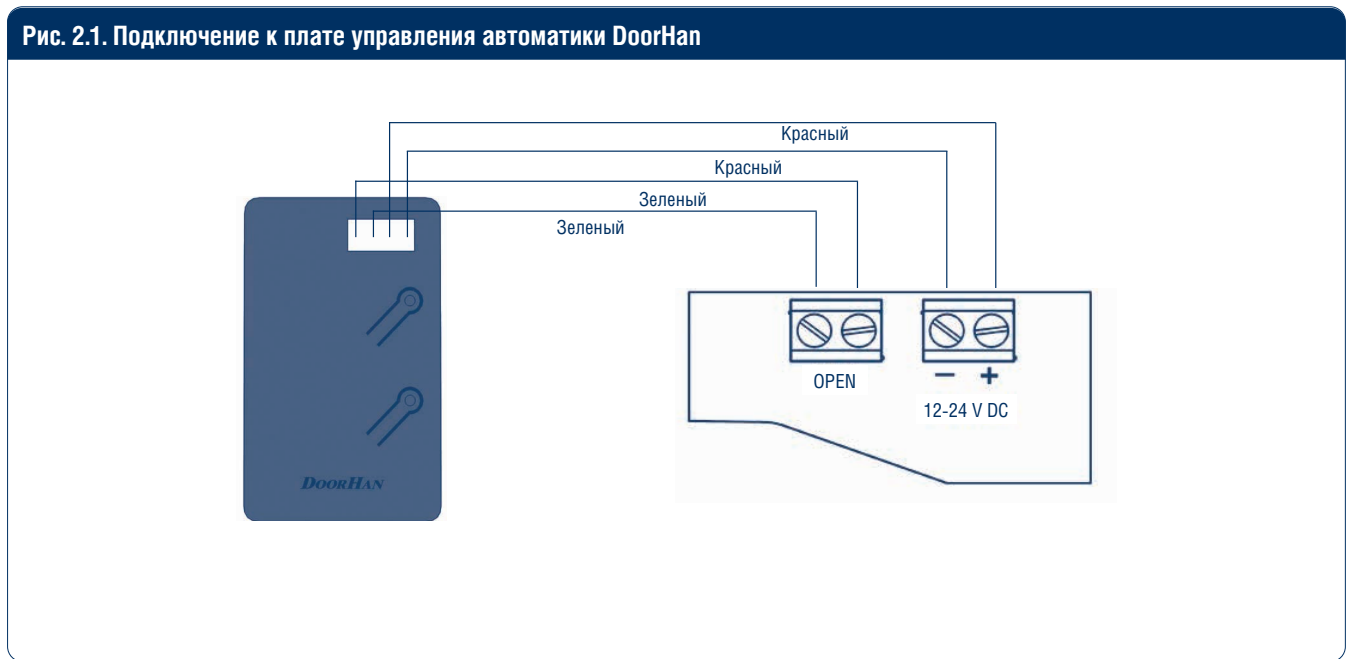 Рис. 2.1. Подключение к плате управления автоматики DoorHan
Красный
Красный
Зеленый
Зеленый
OPEN
− +
12-24 V DC
DOORHAN